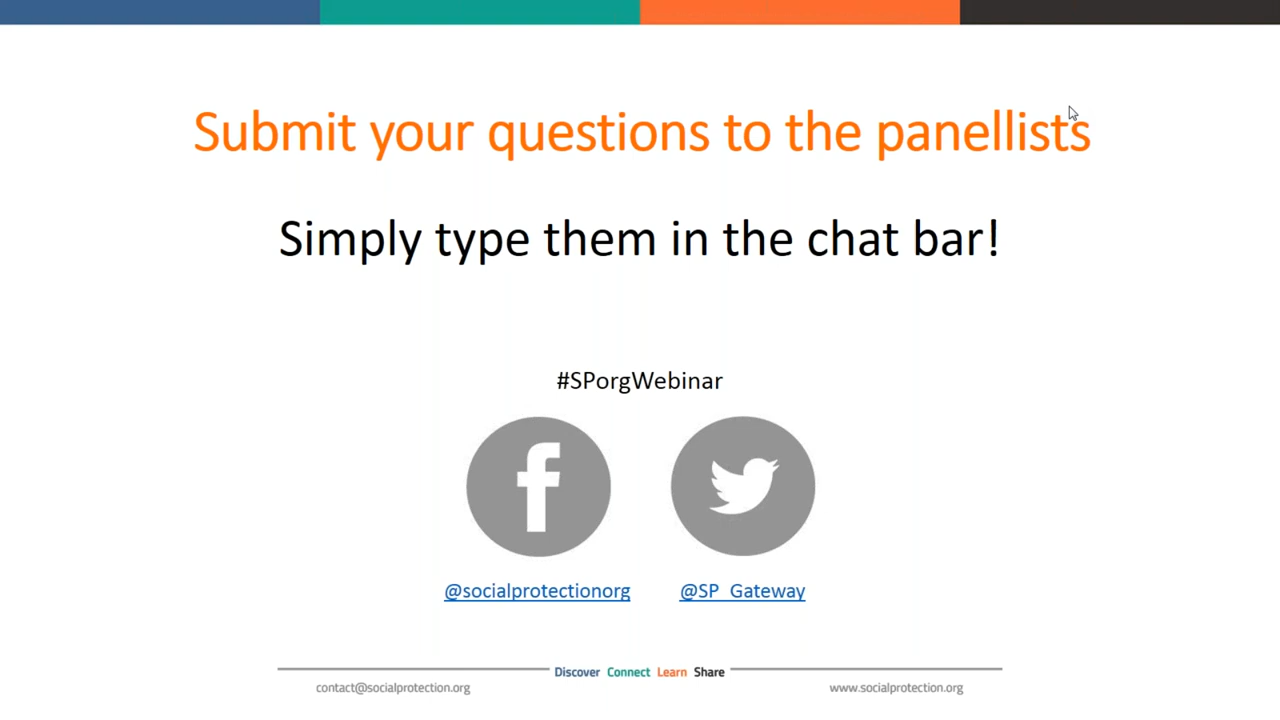 Submit your questions to the panellists
Simply type them in the chat bar!
#SPorgWebinar
@socialprotectionorg @SP_Gateway
Discover Connect Learn Share
contact@socialprotection.org www.socialprotection.org